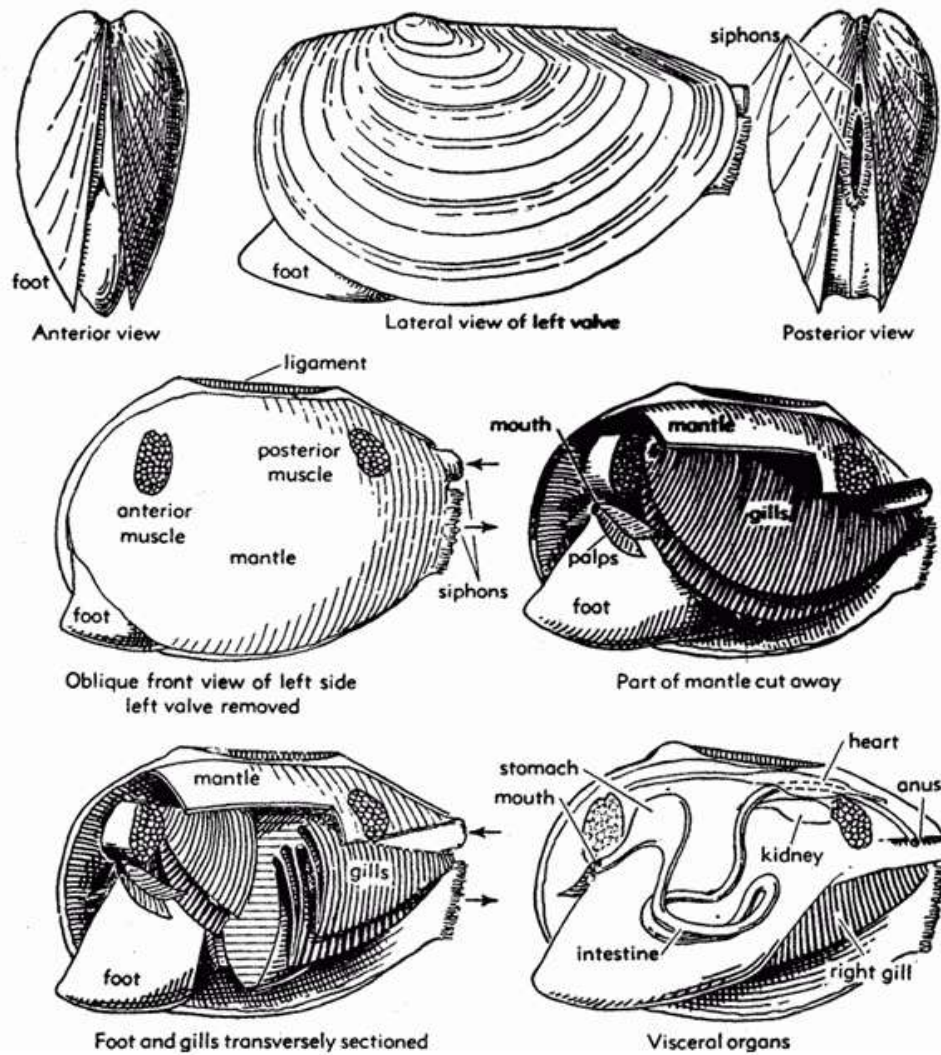 siphons
foot
foot
Anterior view
Lateral view of left valve
Posterior view
ligament
posterior
muscle
anterior
muscle
mantle
foot
siphons
Oblique front view of left side
left valve removed
mouth
mantle
gills
palps
foot
Part of mantle cut away
mantle
gills
foot
Foot and gills transversely sectioned
stomach
mouth
heart
anus
kidney
intestine
right gill
Visceral organs